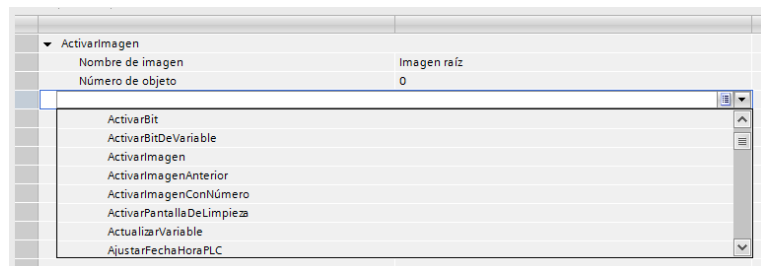 ActivarImagen
Nombre de imagen Imagen raíz
Número de objeto 0
ActivarBit
ActivarBitDeVariable
ActivarImagen
ActivarImagenAnterior
ActivarImagenConNúmero
ActivarPantallaDeLimpieza
ActualizarVariable
AjustarFechaHoraPLC